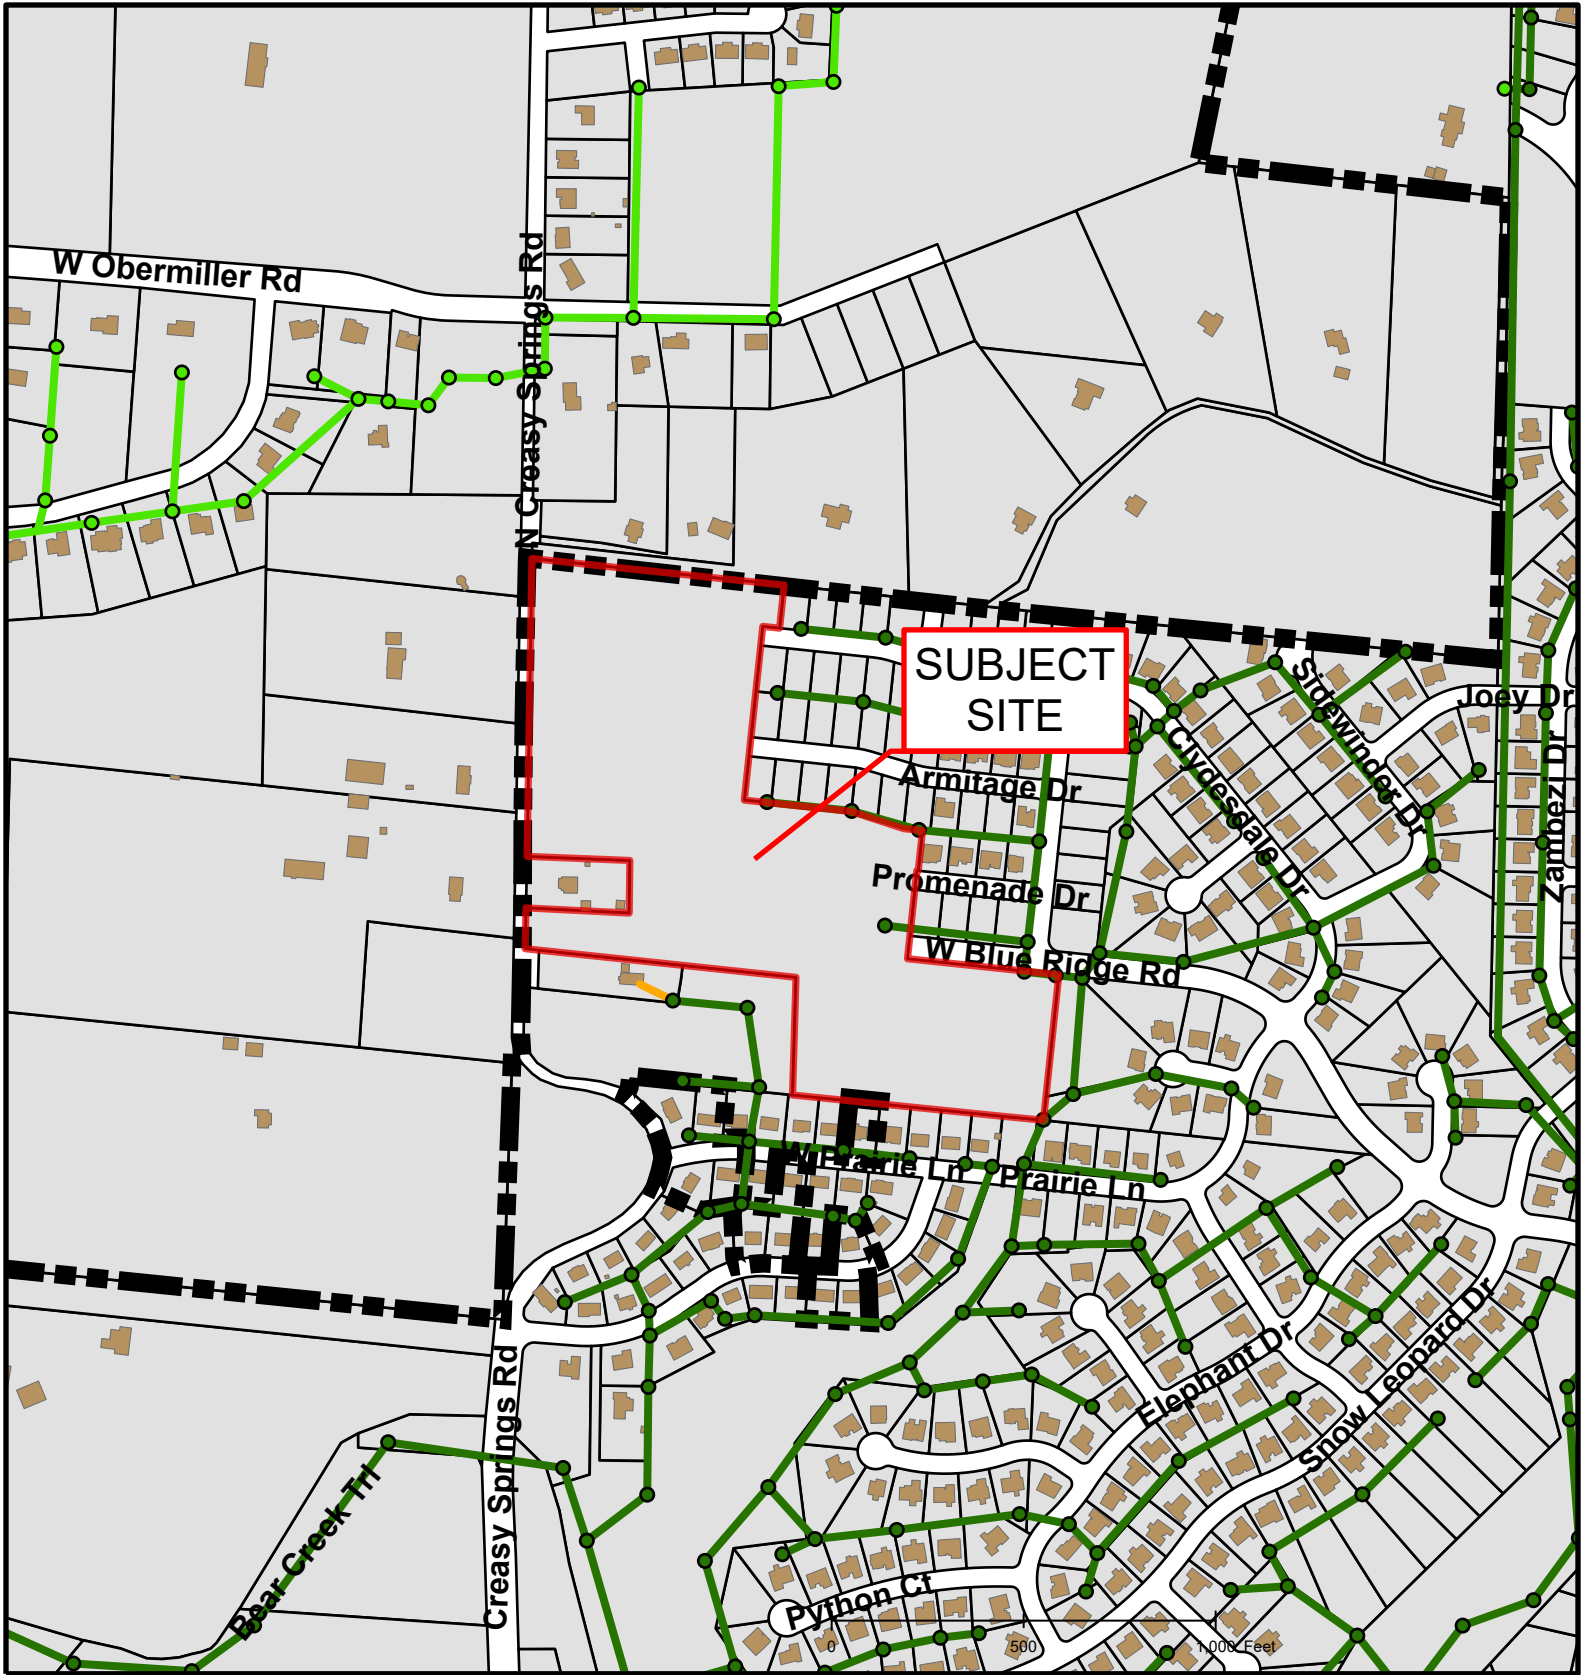 W Obermiller Rd
N Creasy Springs Rd
SUBJECT
SITE
Sidewinder Dr
Joey Dr
Clydesdale Dr
Zambezi Dr
Armitage Dr
Promenade Dr
W Blue Ridge Rd
W Prairie Ln
Prairie Ln
Elephant Dr
Snow Leopard Dr
Creasy Springs Rd
Bear Creek Trl
Python Ct
0 500 1,000 Feet